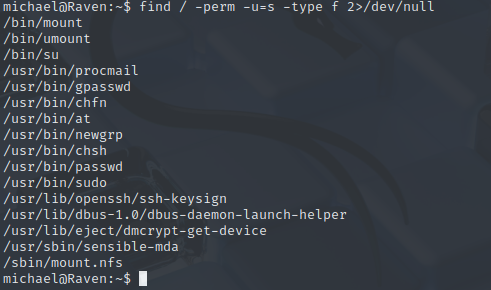 michael@Raven:~$ find / -perm -u=s -type f 2>/dev/null
/bin/mount
/bin/umount
/bin/su
/usr/bin/procmail
/usr/bin/gpasswd
/usr/bin/chfn
/usr/bin/at
/usr/bin/newgrp
/usr/bin/chsh
/usr/bin/passwd
/usr/bin/sudo
/usr/lib/openssh/ssh-keysign
/usr/lib/dbus-1.0/dbus-daemon-launch-helper
/usr/lib/eject/dmcrypt-get-device
/usr/sbin/sensible-mda
/sbin/mount.nfs
michael@Raven:~$